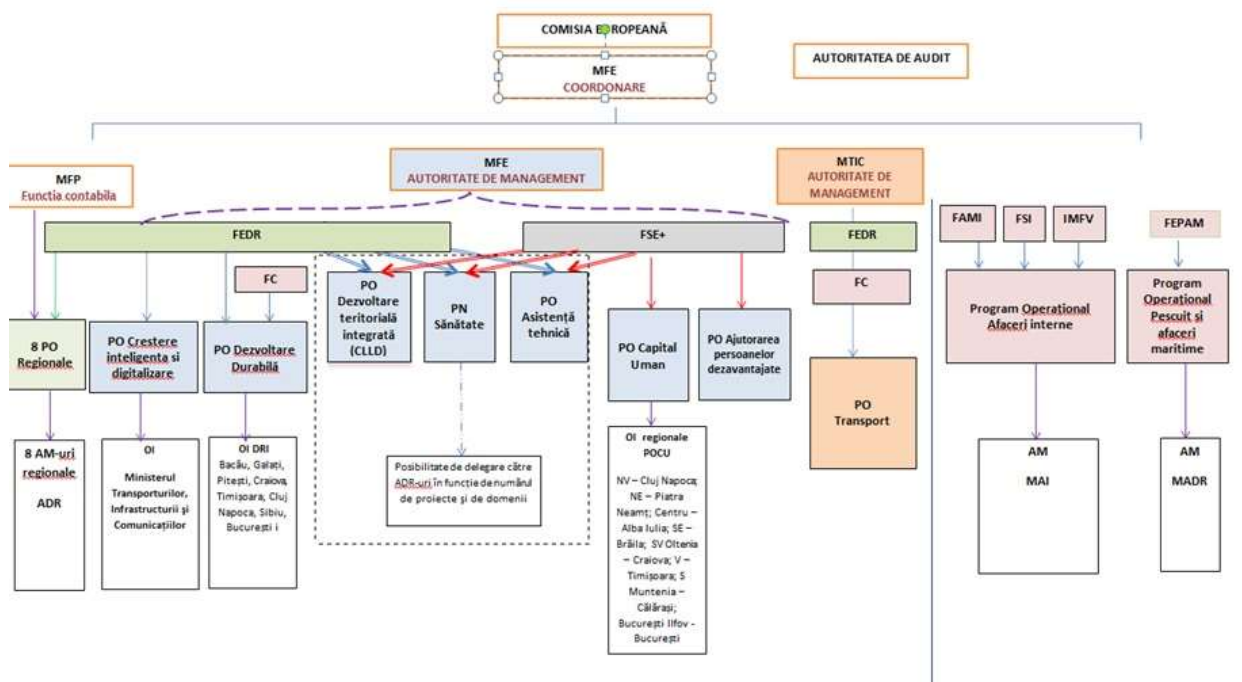 COMISIA EUROPEANĂ
MFE
COORDONARE
AUTORITATEA DE AUDIT
MFP
Functia contabila
MFE
AUTORITATE DE MANAGEMENT
MTIC
AUTORITATE DE
MANAGEMENT
FEDR
FSE+
FEDR
FAMI
FSI
IMFV
FEPAM
FC
FC
8 PO
Regionale
PO Crestere
inteligenta si
digitalizare
PO Dezvoltare
Durabilă
PO
Dezvoltare
teritorială
integrată
(CLLD)
PN
Sănătate
PO
Asistență
tehnică
PO Capital
Uman
PO Ajutorarea
persoanelor
dezavantajate
PO
Transport
Program Operațional
Afaceri interne
Program
Operațional
Pescuit și
afaceri
maritime
8 AM-uri
regionale
ADR
OI
Ministerul
Transporturilor,
Infrastructurii și
Comunicațiilor
OI DRI
Bacău, Galați,
Pitești, Craiova,
Timișoara, Cluj
Napoca, Sibiu,
București i
Posibilitate de delegare către
ADR-uri în funcție de numărul
de proiecte și de domenii
OI regionale
POCU
NV – Cluj Napoca;
NE – Piatra
Neamț; Centru –
Alba Iulia; SE –
Brăila; SV Oltenia
– Craiova; V –
Timișoara; S
Muntenia –
Călărași;
București Ilfov -
București
AM
MAI
AM
MADR